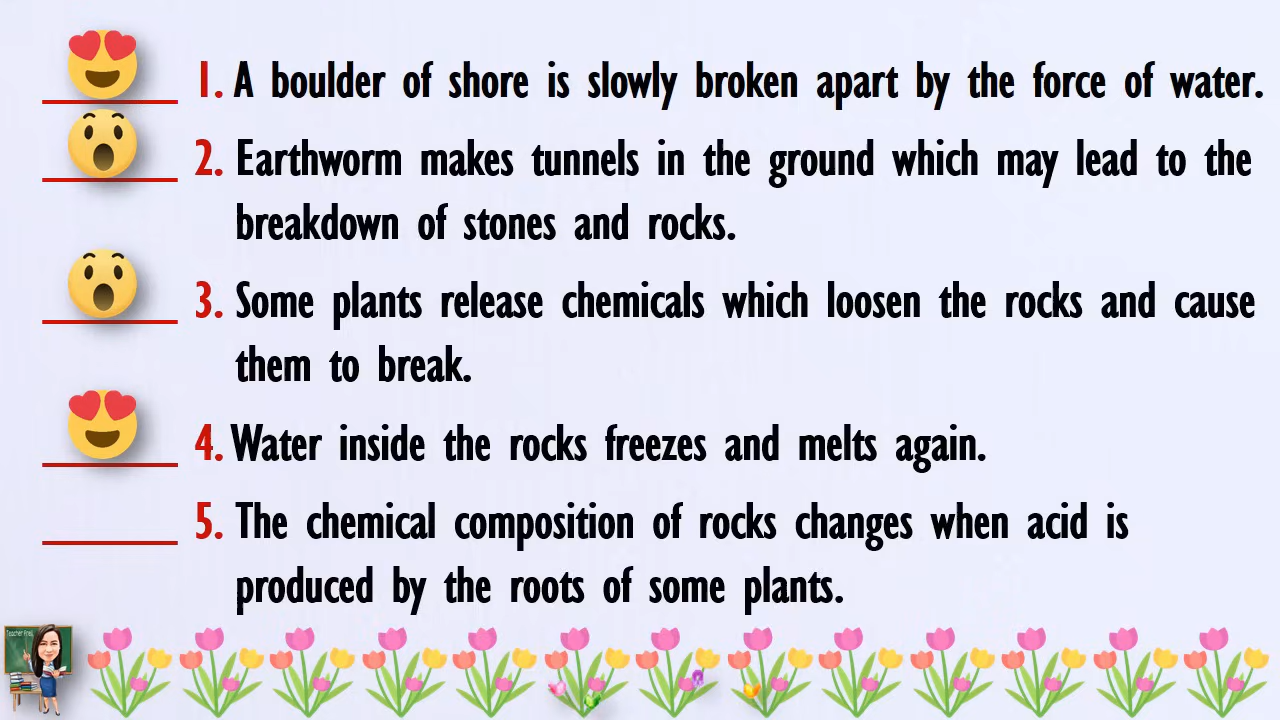 1. A boulder of shore is slowly broken apart by the force of water.
2. Earthworm makes tunnels in the ground which may lead to the
breakdown of stones and rocks.
3. Some plants release chemicals which loosen the rocks and cause
them to break.
4. Water inside the rocks freezes and melts again.
5. The chemical composition of rocks changes when acid is
produced by the roots of some plants.